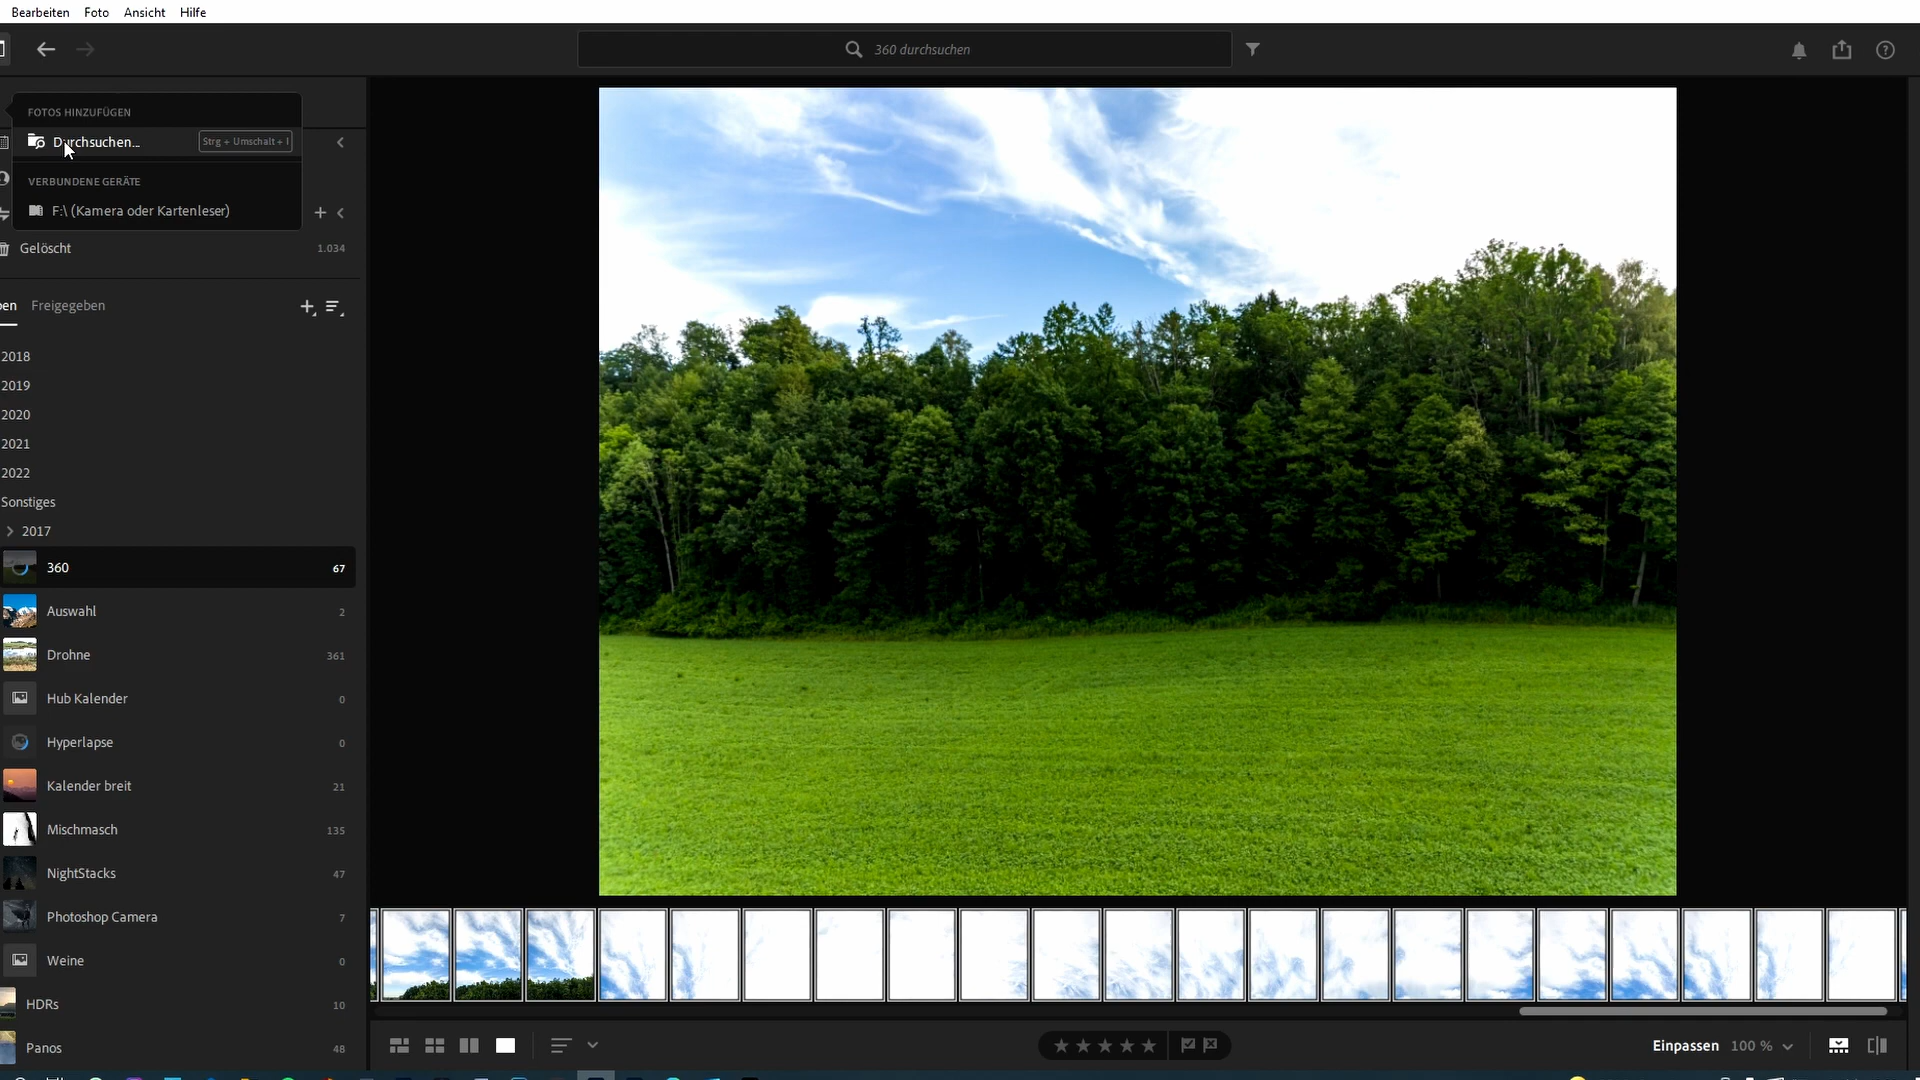 Bearbeiten Foto Ansicht Hilfe
360 durchsuchen
FOTOS HINZUFÜGEN
Durchsuchen... Strg + Umschalt + I
VERBUNDENE GERÄTE
F:\ (Kamera oder Kartenleser)
Gelöscht 1.034
ben Freigegeben
2018
2019
2020
2021
2022
Sonstiges
2017
360 67
Auswahl 2
Drohne 361
Hub Kalender 0
Hyperlapse 0
Kalender breit 21
Mischmasch 135
NightStacks 47
Photoshop Camera 7
Weine 0
HDRs 10
Panos 48
Einpassen 100 %